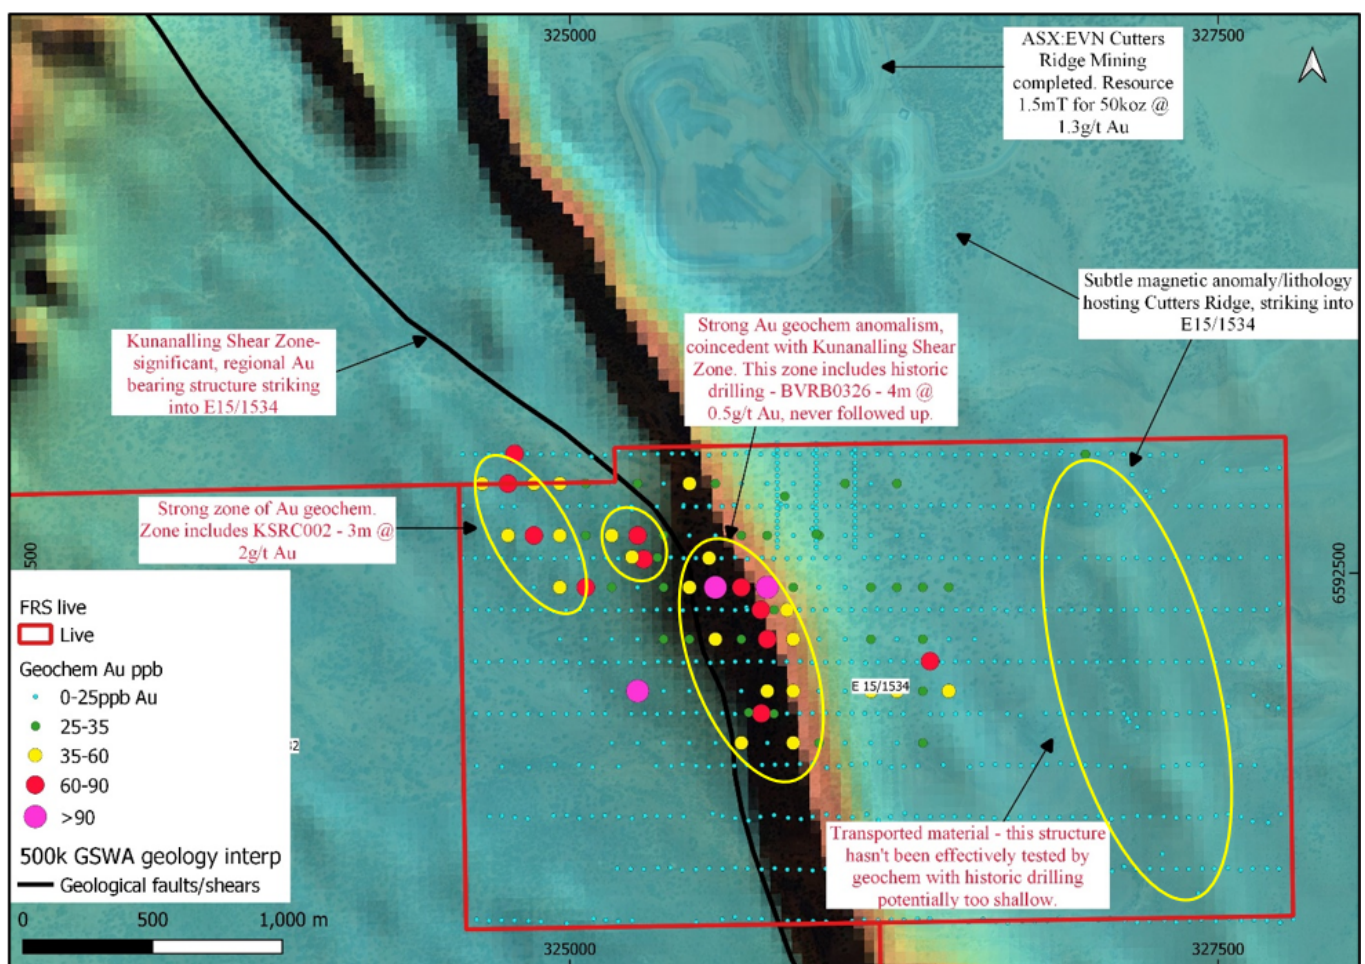 325000
327500
ASX:EVN Cutters
Ridge Mining
completed. Resource
1.5mT for 50koz @
1.3g/t Au
Subtle magnetic anomaly/lithology
hosting Cutters Ridge, striking into
E15/1534
Kunanalling Shear Zone-
significant, regional Au
bearing structure striking
into E15/1534
Strong Au geochem anomalism,
coincedent with Kunanalling Shear
Zone. This zone includes historic
drilling - BVRB0326 - 4m @
0.5g/t Au, never followed up.
Strong zone of Au geochem.
Zone includes KSRC002 - 3m @
2g/t Au
500
6592500
E 15/1534
32
Transported material - this structure
hasn't been effectively tested by
geochem with historic drilling
potentially too shallow.
FRS live
Live
Geochem Au ppb
0-25ppb Au
25-35
35-60
60-90
>90
500k GSWA geology interp
Geological faults/shears
0 500 1,000 m
325000
327500